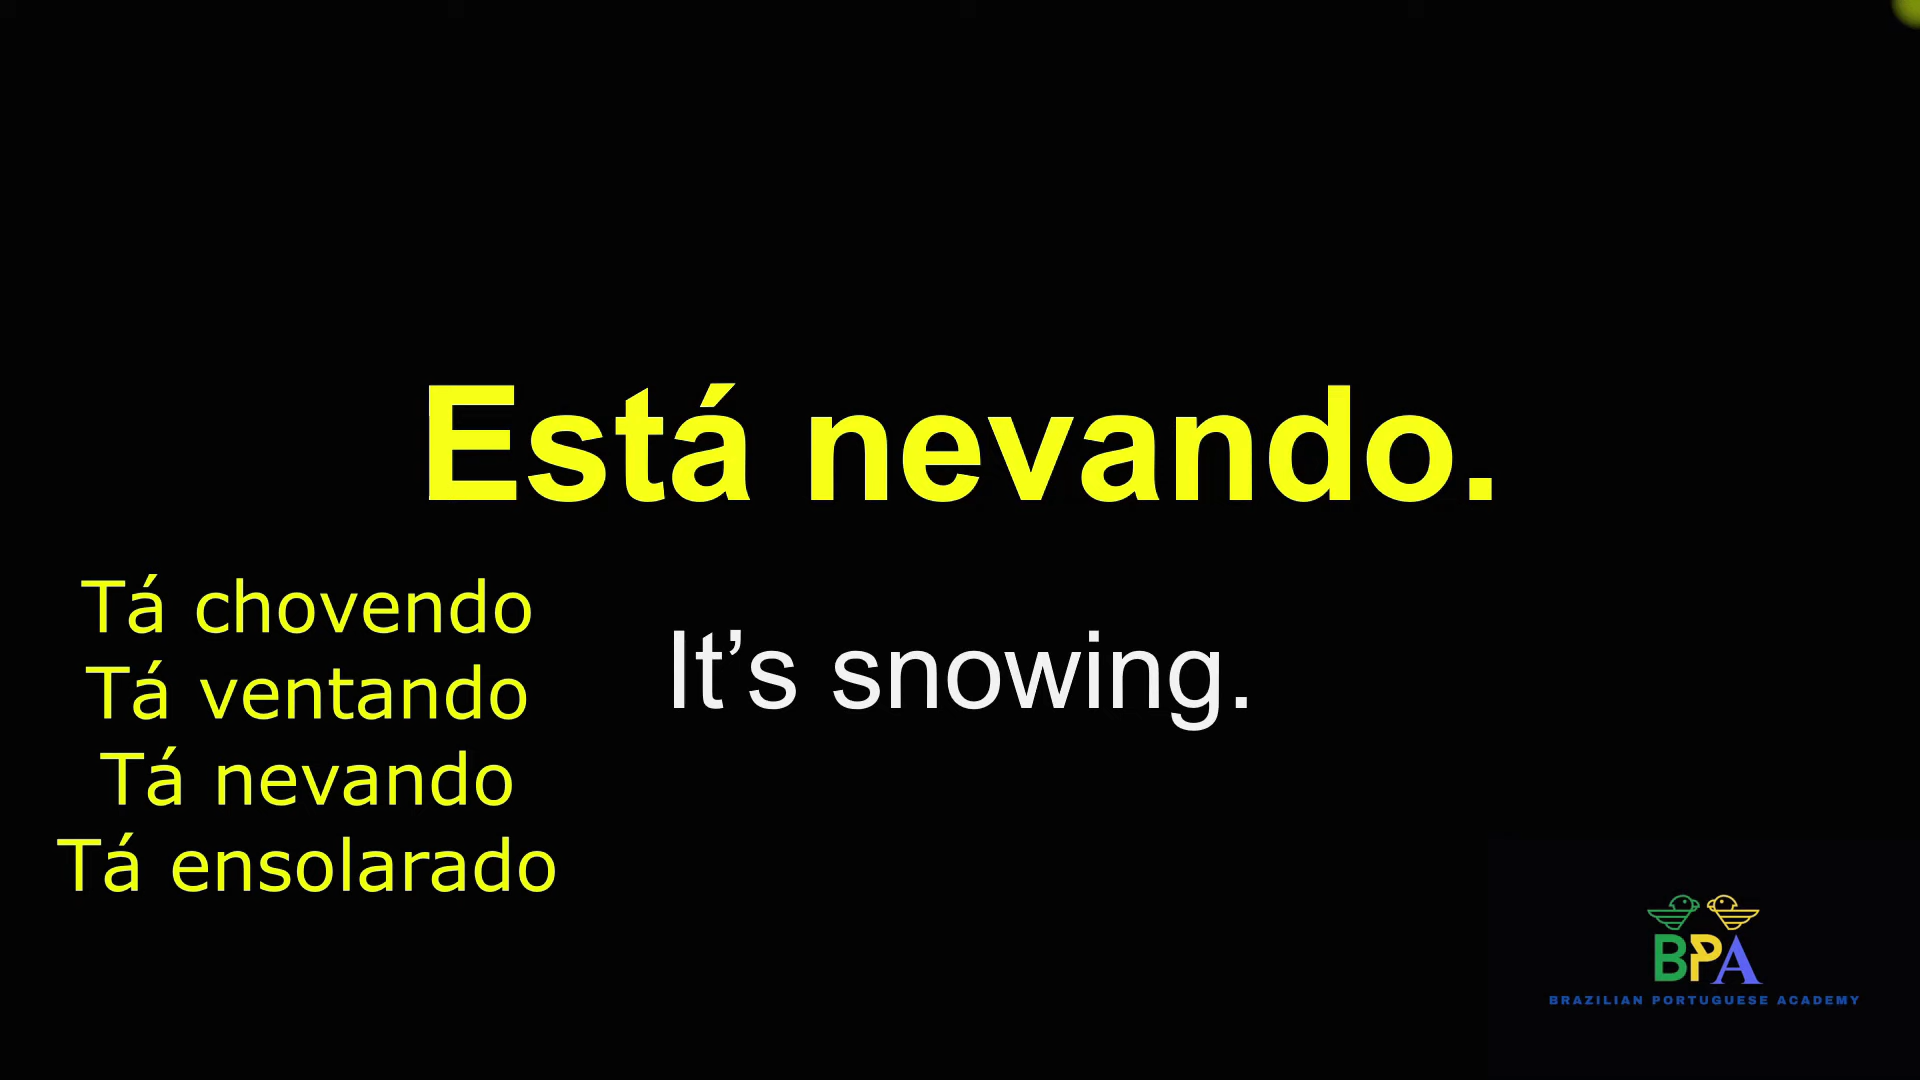 Está nevando.
It’s snowing.
Tá chovendo
Tá ventando
Tá nevando
Tá ensolarado
BPA
BRAZILIAN PORTUGUESE ACADEMY